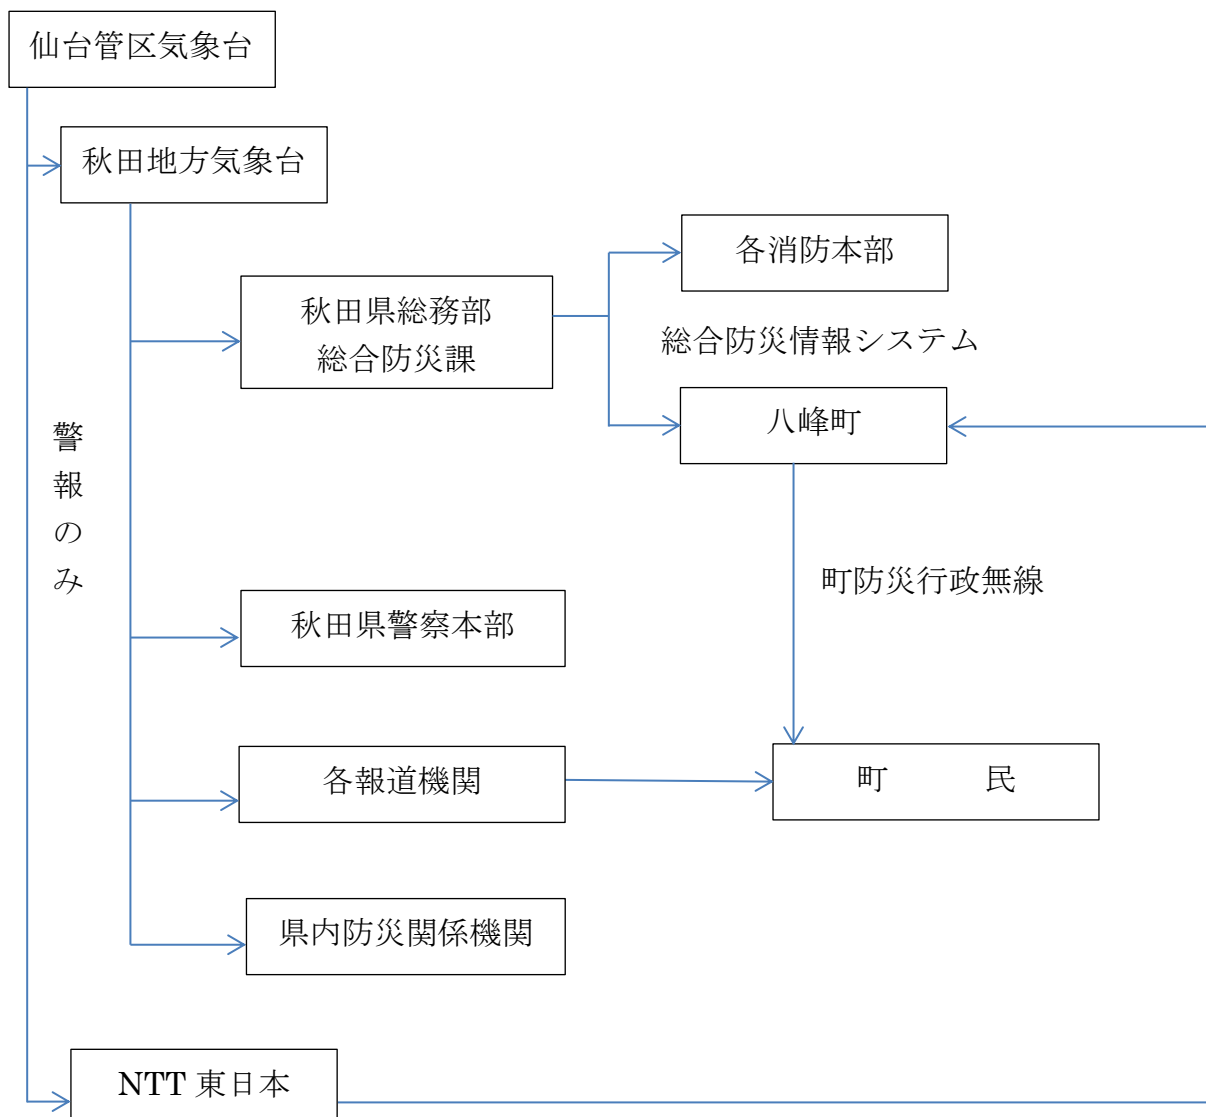 仙台管区気象台
秋田地方気象台
各消防本部
秋田県総務部
総合防災課
総合防災情報システム
八峰町
警報のみ
町防災行政無線
秋田県警察本部
各報道機関
町　　　民
県内防災関係機関
NTT 東日本